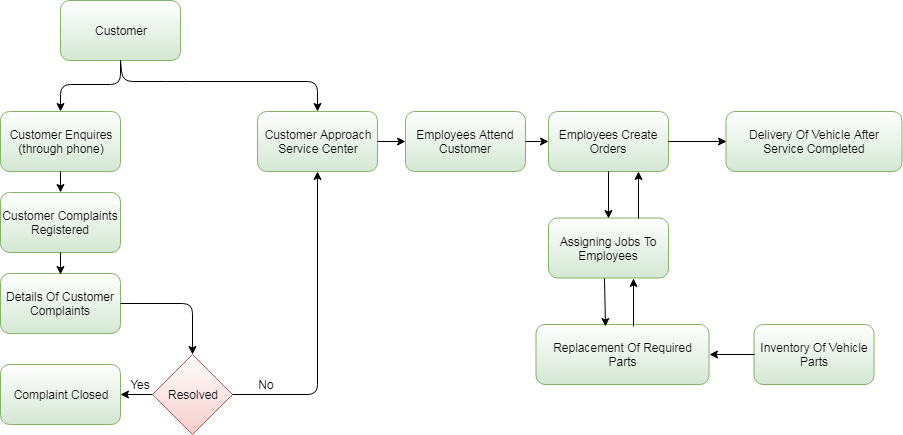 Customer
Customer Enquires
(through phone)
Customer Approach
Service Center
Employees Attend
Customer
Employees Create
Orders
Delivery Of Vehicle After
Service Completed
Customer Complaints
Registered
Assigning Jobs To
Employees
Details Of Customer
Complaints
Replacement Of Required
Parts
Inventory Of Vehicle
Parts
Complaint Closed
Yes
Resolved
No